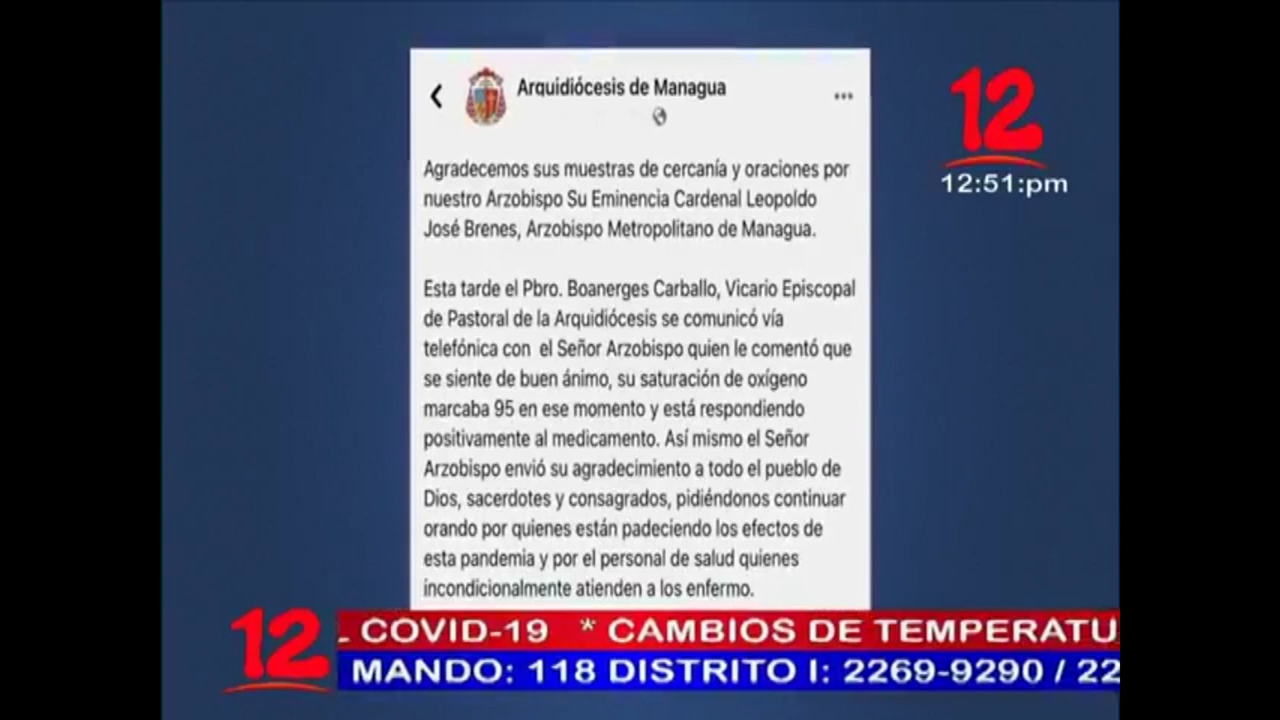 Arquidiócesis de Managua
12
12:51:pm
Agradecemos sus muestras de cercanía y oraciones por
nuestro Arzobispo Su Eminencia Cardenal Leopoldo
José Brenes, Arzobispo Metropolitano de Managua.
Esta tarde el Pbro. Boanerges Carballo, Vicario Episcopal
de Pastoral de la Arquidiócesis se comunicó vía
telefónica con el Señor Arzobispo quien le comentó que
se siente de buen ánimo, su saturación de oxígeno
marcaba 95 en ese momento y está respondiendo
positivamente al medicamento. Así mismo el Señor
Arzobispo envió su agradecimiento a todo el pueblo de
Dios, sacerdotes y consagrados, pidiéndonos continuar
orando por quienes están padeciendo los efectos de
esta pandemia y por el personal de salud quienes
incondicionalmente atienden a los enfermo.
12
COVID-19 * CAMBIOS DE TEMPERATU
MANDO: 118 DISTRITO I: 2269-9290 / 22